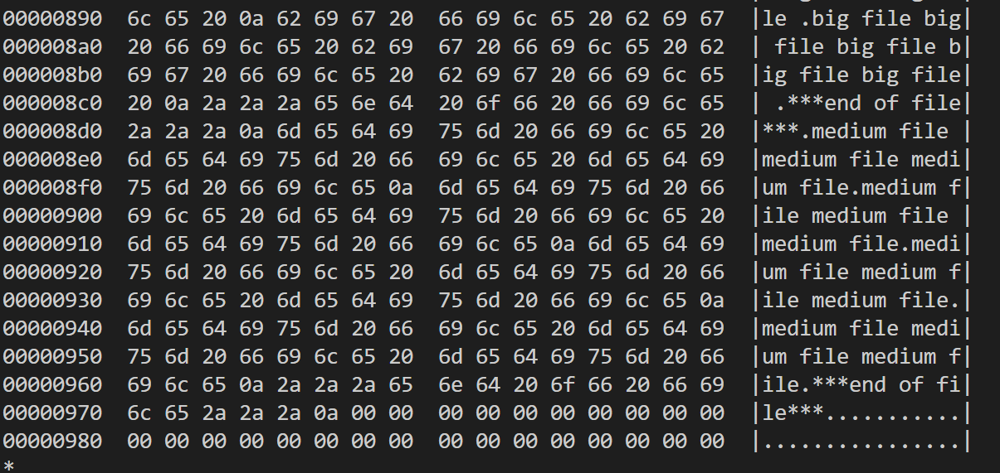 00000890  6c 65 20 0a 62 69 67 20  66 69 6c 65 20 62 69 67  |le .big file big|
000008a0  20 66 69 6c 65 20 62 69  67 20 66 69 6c 65 20 62  | file big file b|
000008b0  69 67 20 66 69 6c 65 20  62 69 67 20 66 69 6c 65  |ig file big file|
000008c0  20 0a 2a 2a 2a 65 6e 64  20 6f 66 20 66 69 6c 65  | .***end of file|
000008d0  2a 2a 2a 0a 6d 65 64 69  75 6d 20 66 69 6c 65 20  |***.medium file |
000008e0  6d 65 64 69 75 6d 20 66  69 6c 65 20 6d 65 64 69  |medium file medi|
000008f0  75 6d 20 66 69 6c 65 0a  6d 65 64 69 75 6d 20 66  |um file.medium f|
00000900  69 6c 65 20 6d 65 64 69  75 6d 20 66 69 6c 65 20  |ile medium file |
00000910  6d 65 64 69 75 6d 20 66  69 6c 65 0a 6d 65 64 69  |medium file.medi|
00000920  75 6d 20 66 69 6c 65 20  6d 65 64 69 75 6d 20 66  |um file medium f|
00000930  69 6c 65 20 6d 65 64 69  75 6d 20 66 69 6c 65 0a  |ile medium file.|
00000940  6d 65 64 69 75 6d 20 66  69 6c 65 20 6d 65 64 69  |medium file medi|
00000950  75 6d 20 66 69 6c 65 20  6d 65 64 69 75 6d 20 66  |um file medium f|
00000960  69 6c 65 0a 2a 2a 2a 65  6e 64 20 6f 66 20 66 69  |ile.***end of fi|
00000970  6c 65 2a 2a 2a 0a 00 00  00 00 00 00 00 00 00 00  |le***...........|
00000980  00 00 00 00 00 00 00 00  00 00 00 00 00 00 00 00  |................|
*